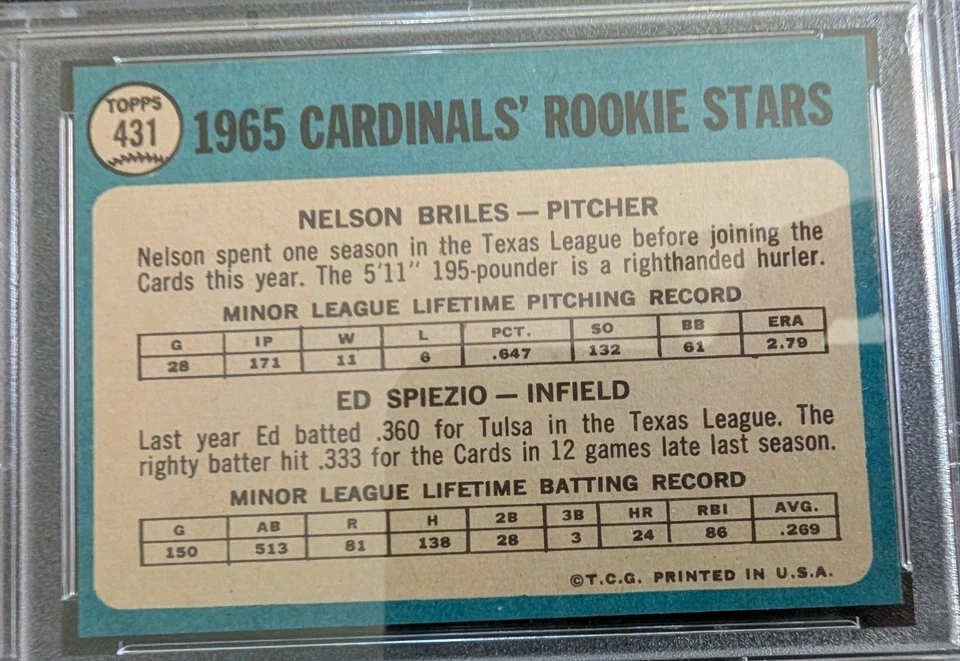 TOPPS
431
1965 CARDINALS' ROOKIE STARS
NELSON BRILES — PITCHER
Nelson spent one season in the Texas League before joining the
Cards this year. The 5'11" 195-pounder is a righthanded hurler.
MINOR LEAGUE LIFETIME PITCHING RECORD
G IP W L PCT. SO BB ERA
28 171 11 6 .647 132 61 2.79
ED SPIEZIO — INFIELD
Last year Ed batted .360 for Tulsa in the Texas League. The
righty batter hit .333 for the Cards in 12 games late last season.
MINOR LEAGUE LIFETIME BATTING RECORD
G AB R H 2B 3B HR RBI AVG.
150 513 81 138 28 3 24 86 .269
©T.C.G. PRINTED IN U.S.A.